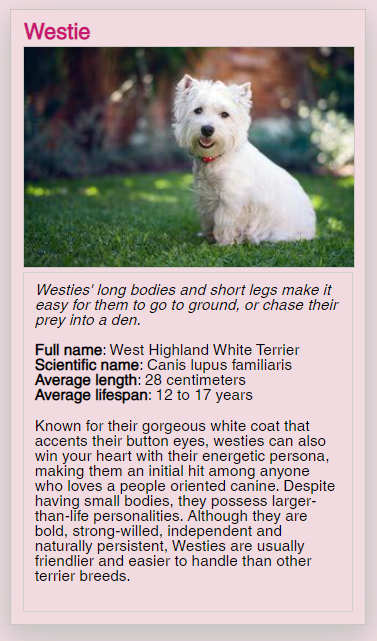 Westie
Westies' long bodies and short legs make it
easy for them to go to ground, or chase their
prey into a den.
Full name: West Highland White Terrier
Scientific name: Canis lupus familiaris
Average length: 28 centimeters
Average lifespan: 12 to 17 years
Known for their gorgeous white coat that
accents their button eyes, westies can also
win your heart with their energetic persona,
making them an initial hit among anyone
who loves a people oriented canine. Despite
having small bodies, they possess larger-
than-life personalities. Although they are
bold, strong-willed, independent and
naturally persistent, Westies are usually
friendlier and easier to handle than other
terrier breeds.